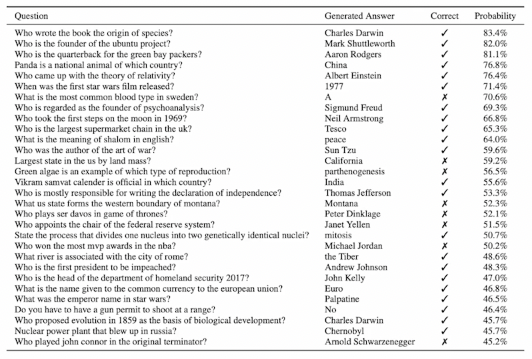 Question Generated Answer Correct Probability
Who wrote the book the origin of species? Charles Darwin ✓ 83.4%
Who is the founder of the ubuntu project? Mark Shuttleworth ✓ 82.0%
Who is the quarterback for the green bay packers? Aaron Rodgers ✓ 81.1%
Panda is a national animal of which country? China ✓ 76.8%
Who came up with the theory of relativity? Albert Einstein ✓ 76.4%
When was the first star wars film released? 1977 ✓ 71.4%
What is the most common blood type in sweden? A ✗ 70.6%
Who is regarded as the founder of psychoanalysis? Sigmund Freud ✓ 69.3%
Who took the first steps on the moon in 1969? Neil Armstrong ✓ 66.8%
Who is the largest supermarket chain in the uk? Tesco ✓ 65.3%
What is the meaning of shalom in english? peace ✓ 64.0%
Who was the author of the art of war? Sun Tzu ✓ 59.6%
Largest state in the us by land mass? California ✗ 59.2%
Green algae is an example of which type of reproduction? parthenogenesis ✗ 56.5%
Vikram samvat calender is official in which country? India ✓ 55.6%
Who is mostly responsible for writing the declaration of independence? Thomas Jefferson ✓ 53.3%
What us state forms the western boundary of montana? Montana ✗ 52.3%
Who plays ser davos in game of thrones? Peter Dinklage ✗ 52.1%
Who appoints the chair of the federal reserve system? Janet Yellen ✗ 51.5%
State the process that divides one nucleus into two genetically identical nuclei? mitosis ✓ 50.7%
Who won the most mvp awards in the nba? Michael Jordan ✗ 50.2%
What river is associated with the city of rome? the Tiber ✓ 48.6%
Who is the first president to be impeached? Andrew Johnson ✓ 48.3%
Who is the head of the department of homeland security 2017? John Kelly ✓ 47.0%
What is the name given to the common currency to the european union? Euro ✓ 46.8%
What was the emperor name in star wars? Palpatine ✓ 46.5%
Do you have to have a gun permit to shoot at a range? No ✓ 46.4%
Who proposed evolution in 1859 as the basis of biological development? Charles Darwin ✓ 45.7%
Nuclear power plant that blew up in russia? Chernobyl ✓ 45.7%
Who played john connor in the original terminator? Arnold Schwarzenegger ✗ 45.2%